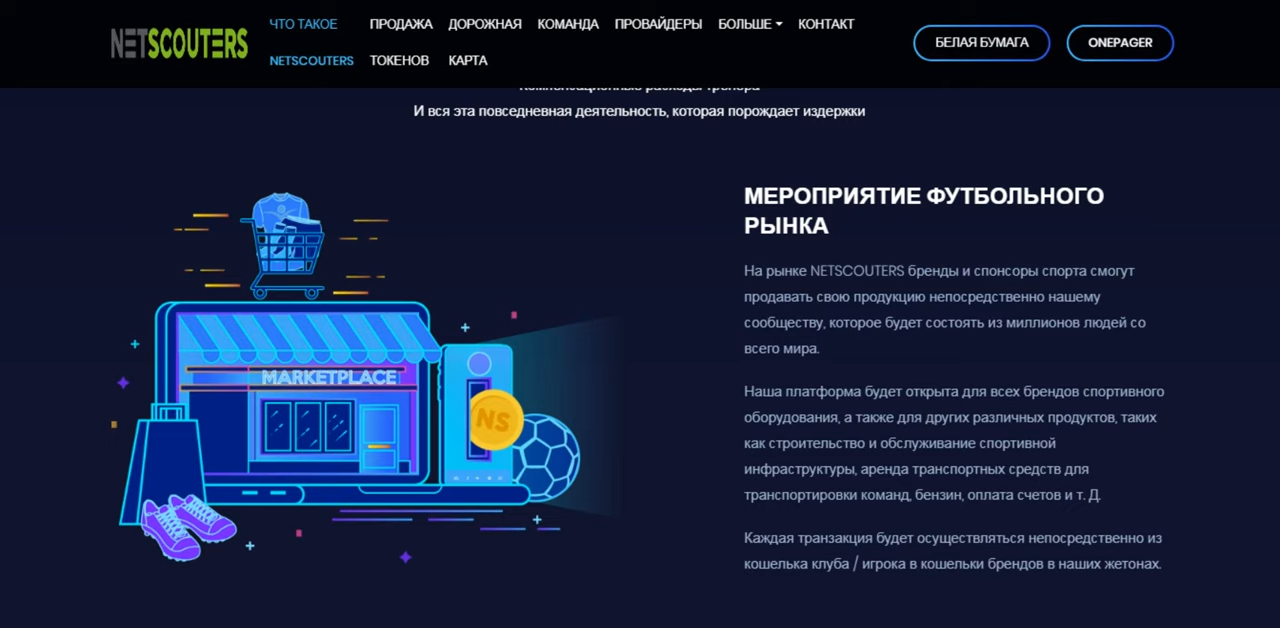 NETSCOUTERS
ЧТО ТАКОЕ
NETSCOUTERS
ПРОДАЖА
ТОКЕНОВ
ДОРОЖНАЯ
КАРТА
КОМАНДА
ПРОВАЙДЕРЫ
БОЛЬШЕ
КОНТАКТ
БЕЛАЯ БУМАГА
ONEPAGER
Компенсационные расходы тренера
И вся эта повседневная деятельность, которая порождает издержки
MARKETPLACE
NS
МЕРОПРИЯТИЕ ФУТБОЛЬНОГО
РЫНКА
На рынке NETSCOUTERS бренды и спонсоры спорта смогут
продавать свою продукцию непосредственно нашему
сообществу, которое будет состоять из миллионов людей со
всего мира.
Наша платформа будет открыта для всех брендов спортивного
оборудования, а также для других различных продуктов, таких
как строительство и обслуживание спортивной
инфраструктуры, аренда транспортных средств для
транспортировки команд, бензин, оплата счетов и т. Д.
Каждая транзакция будет осуществляться непосредственно из
кошелька клуба / игрока в кошельки брендов в наших жетонах.